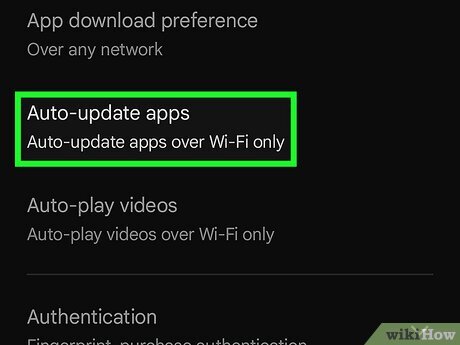 App download preference
Over any network
Auto-update apps
Auto-update apps over Wi-Fi only
Auto-play videos
Auto-play videos over Wi-Fi only
Authentication
Fingerprint, purchase authentication
wikiHow